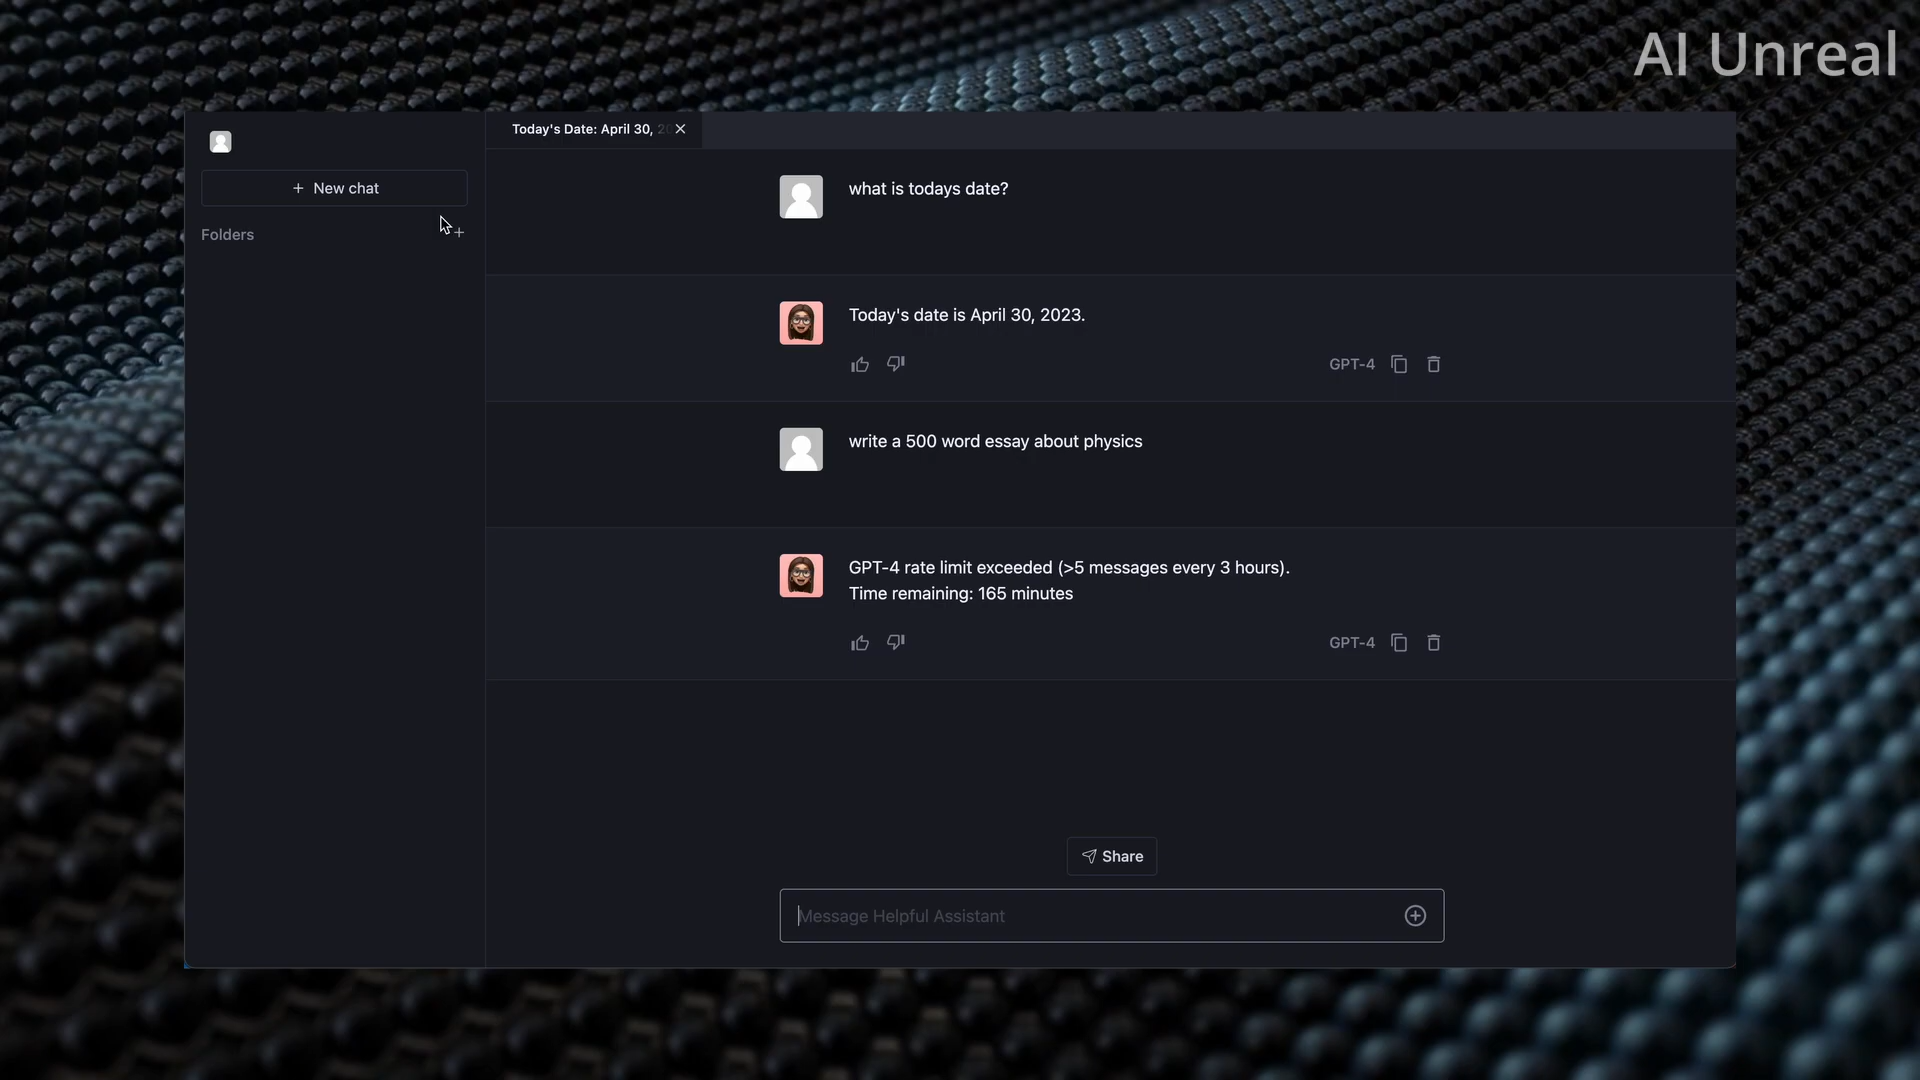 AI Unreal
Today's Date: April 30, 20
New chat
Folders
what is todays date?
Today's date is April 30, 2023.
GPT-4
write a 500 word essay about physics
GPT-4 rate limit exceeded (>5 messages every 3 hours).
Time remaining: 165 minutes
GPT-4
Share
Message Helpful Assistant